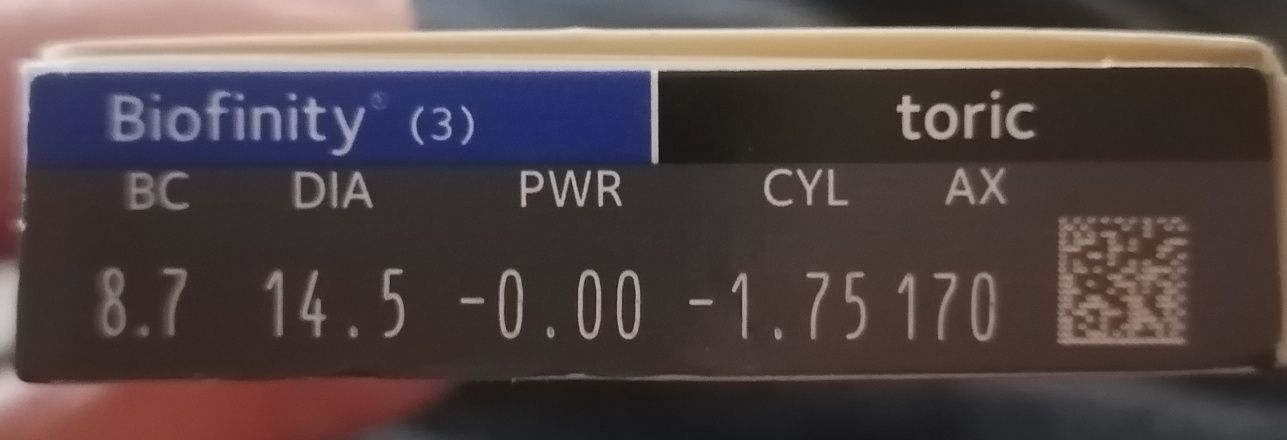 Biofinity® (3) toric
BC DIA PWR CYL AX
8.7 14.5 -0.00 -1.75 170